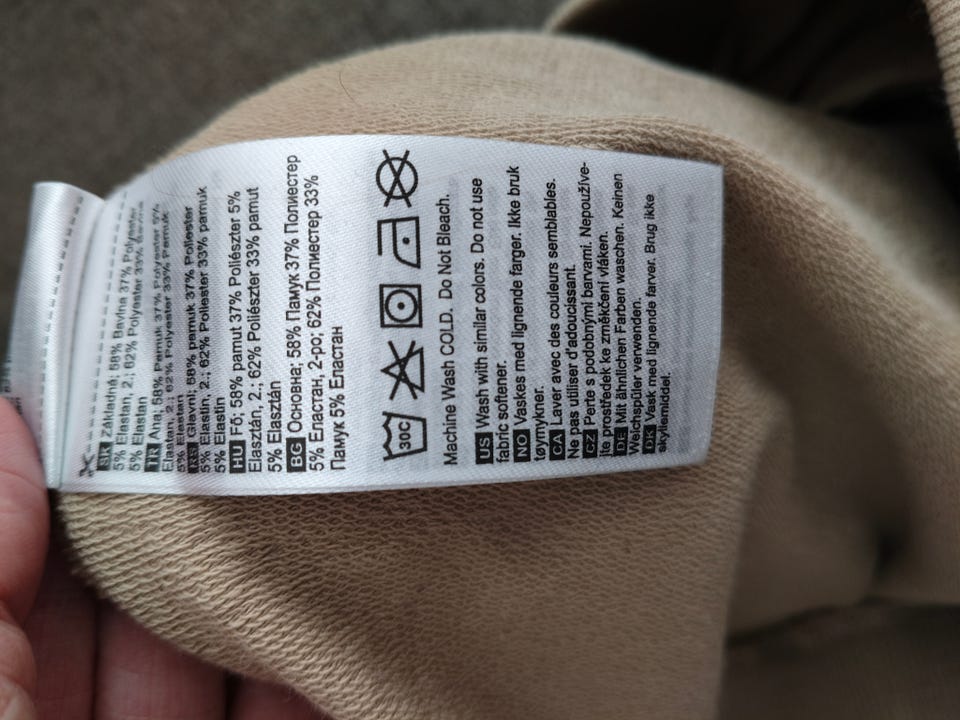 SK Základná; 58% Bavlna 37% Polyester
5% Elastan, 2.; 62% Polyester 33%
5% Elastan
TR Ana; 58% Pamuk 37% Polyester 5%
Elastan, 2.; 62% Polyester 33% Pamuk
5% Elastan
Glavni; 58% pamuk 37% Poliester
5% Elastin, 2.; 62% Poliester 33% pamuk
5% Elastin
HU Fő; 58% pamut 37% Poliészter 5%
Elasztán, 2.; 62% Poliészter 33% pamut
5% Elasztán
BG Основна; 58% Памук 37% Полиестер
5% Еластан, 2-ро; 62% Полиестер 33%
Памук 5% Еластан
30C
Machine Wash COLD. Do Not Bleach.
US Wash with similar colors. Do not use
fabric softener.
NO Vaskes med lignende farger. Ikke bruk
tøymykner.
CA Laver avec des couleurs semblables.
Ne pas utiliser d'adoucissant.
CZ Perte s podobnými barvami. Nepoužíve-
jte prostředek ke změkčení vláken.
DE Mit ähnlichen Farben waschen. Keinen
Weichspüler verwenden.
DK Vask med lignende farver. Brug ikke
skyllemiddel.